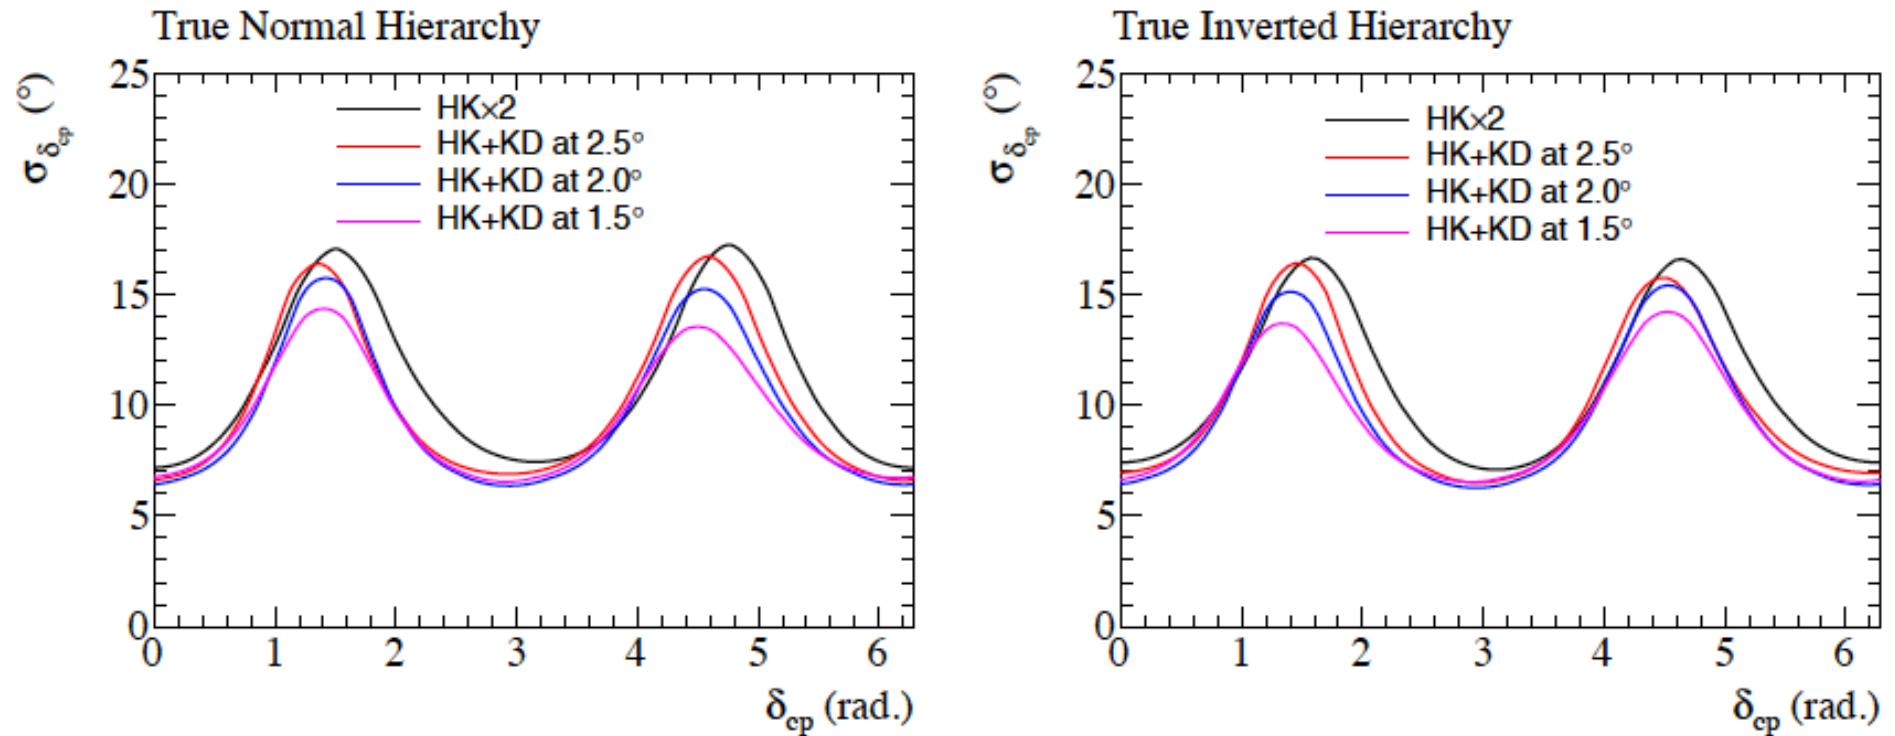 True Normal Hierarchy
σδcp (°)
25
20
15
10
5
0
HK×2
HK+KD at 2.5°
HK+KD at 2.0°
HK+KD at 1.5°
0 1 2 3 4 5 6
δcp (rad.)
True Inverted Hierarchy
σδcp (°)
25
20
15
10
5
0
HK×2
HK+KD at 2.5°
HK+KD at 2.0°
HK+KD at 1.5°
0 1 2 3 4 5 6
δcp (rad.)